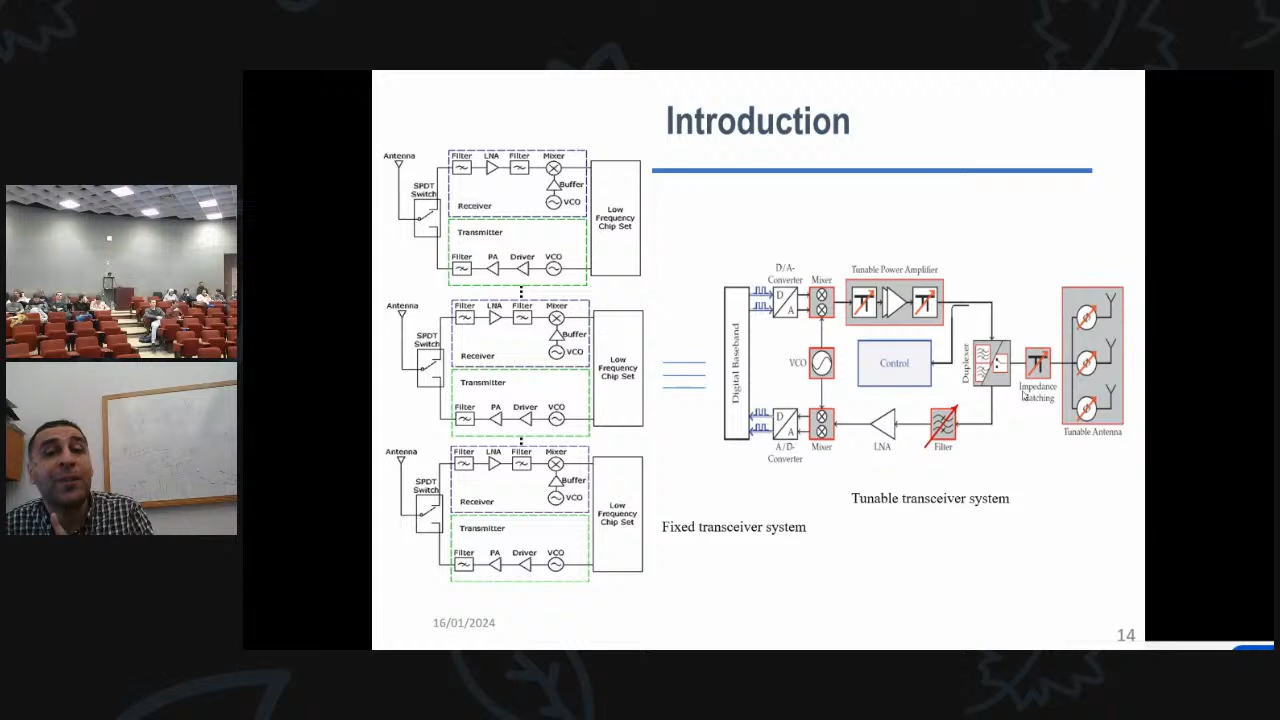 Introduction
Antenna
SPDT
Switch
Filter
LNA
Filter
Mixer
Buffer
VCO
Receiver
Transmitter
Filter
PA
Driver
VCO
Low
Frequency
Chip Set
Antenna
SPDT
Switch
Filter
LNA
Filter
Mixer
Buffer
VCO
Receiver
Transmitter
Filter
PA
Driver
VCO
Low
Frequency
Chip Set
Antenna
SPDT
Switch
Filter
LNA
Filter
Mixer
Buffer
VCO
Receiver
Transmitter
Filter
PA
Driver
VCO
Low
Frequency
Chip Set
Digital Baseband
D/A-
Converter
D
A
Mixer
Tunable Power Amplifier
VCO
Control
Duplexer
Impedance
Matching
Tunable Antenna
Φ
Φ
Φ
D
A
A/D-
Converter
Mixer
LNA
Filter
Tunable transceiver system
Fixed transceiver system
16/01/2024
14